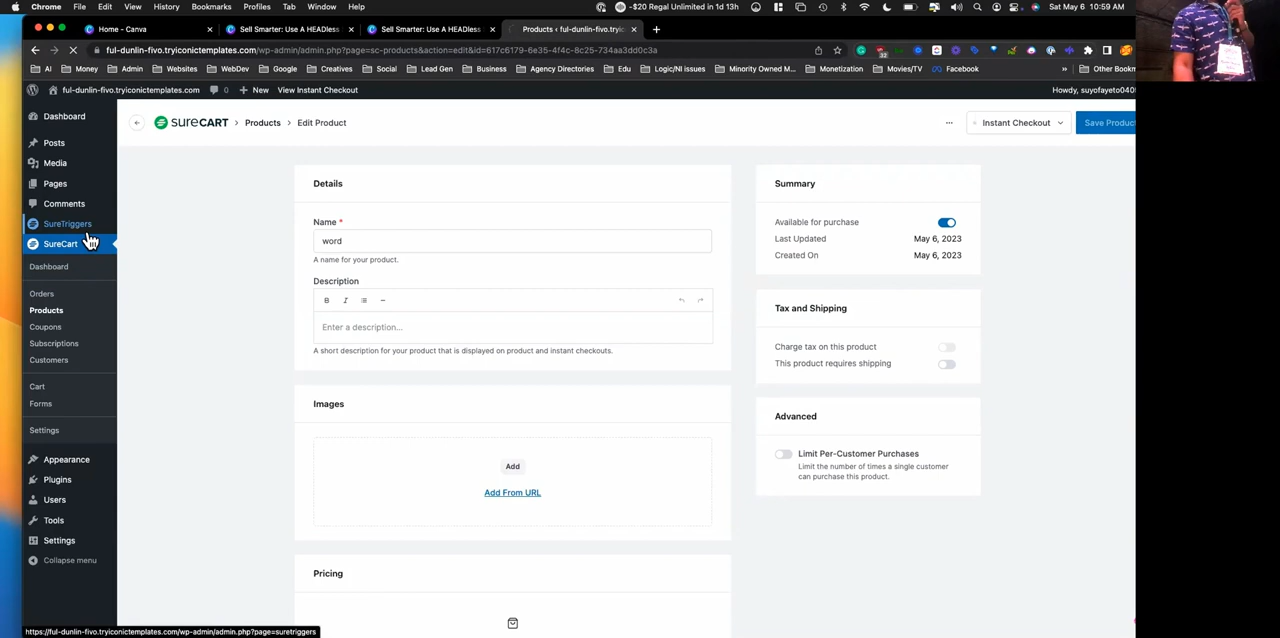 Chrome File Edit View History Bookmarks Profiles Tab Window Help -$20 Regal Unlimited in 1d 13h Sat May 6 10:59 AM
Home - Canva Sell Smarter: Use A HEADless Sell Smarter: Use A HEADless Products ‹ ful-dunlin-fivo.tryic
ful-dunlin-fivo.tryiconictemplates.com/wp-admin/admin.php?page=sc-products&action=edit&id=617c6179-6e35-4f4c-8c25-734aa3dd0c3a
AI Money Admin Websites WebDev Google Creatives Social Lead Gen Business Agency Directories Edu Logic/NI issues Minority Owned M... Monetization Movies/TV Facebook » Other Bookm
ful-dunlin-fivo.tryiconictemplates.com 0 + New View Instant Checkout Howdy, suyofayeto040
Dashboard
Posts
Media
Pages
Comments
SureTriggers
SureCart
Dashboard
Orders
Products
Coupons
Subscriptions
Customers
Cart
Forms
Settings
Appearance
Plugins
Users
Tools
Settings
Collapse menu
SURECART › Products › Edit Product
... Instant Checkout Save Product
Details
Name *
word
A name for your product.
Description
B I
Enter a description...
A short description for your product that is displayed on product and instant checkouts.
Images
Add
Add From URL
Pricing
Summary
Available for purchase
Last Updated May 6, 2023
Created On May 6, 2023
Tax and Shipping
Charge tax on this product
This product requires shipping
Advanced
Limit Per-Customer Purchases
Limit the number of times a single customer
can purchase this product.
https://ful-dunlin-fivo.tryiconictemplates.com/wp-admin/admin.php?page=suretriggers